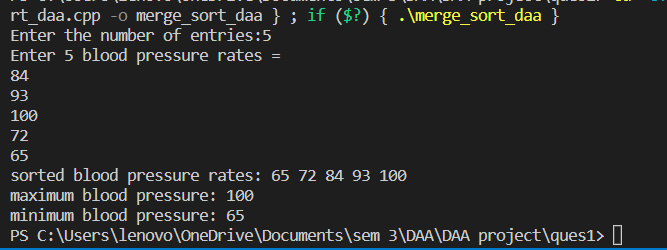 rt_daa.cpp -o merge_sort_daa } ; if ($?) { .\merge_sort_daa }
Enter the number of entries:5
Enter 5 blood pressure rates =
84
93
100
72
65
sorted blood pressure rates: 65 72 84 93 100
maximum blood pressure: 100
minimum blood pressure: 65
PS C:\Users\lenovo\OneDrive\Documents\sem 3\DAA\DAA project\ques1>